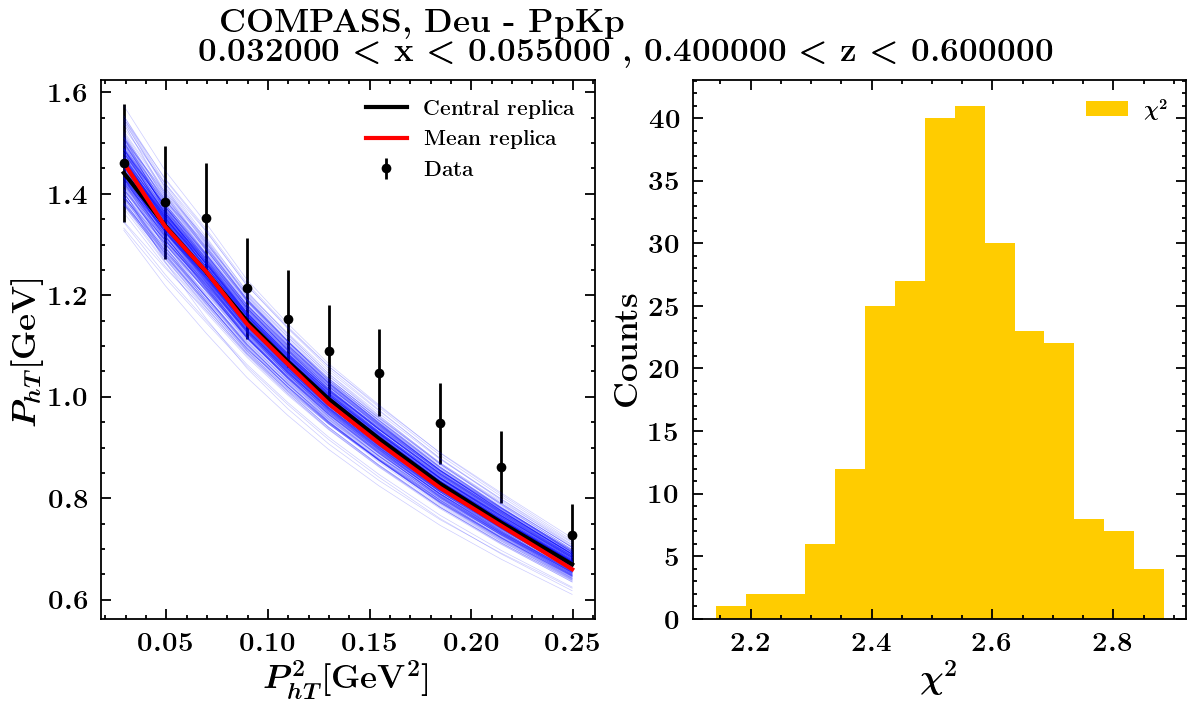 COMPASS, Deu - PpKp
0.032000 < x < 0.055000 , 0.400000 < z < 0.600000
Central replica
Mean replica
Data
P_{hT}[GeV]
1.6
1.4
1.2
1.0
0.8
0.6
0.05 0.10 0.15 0.20 0.25
P^2_{hT}[GeV^2]
χ²
Counts
40
35
30
25
20
15
10
5
0
2.2 2.4 2.6 2.8
χ²